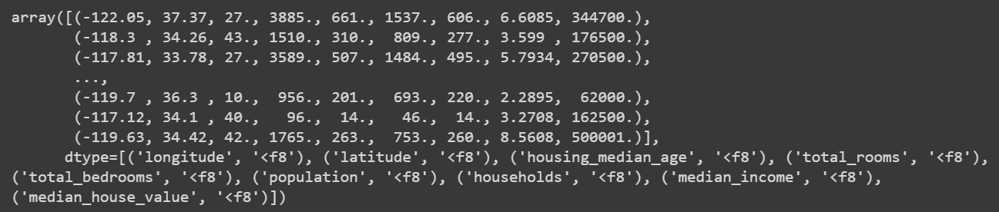 array([(-122.05, 37.37, 27., 3885., 661., 1537., 606., 6.6085, 344700.),
       (-118.3 , 34.26, 43., 1510., 310.,  809., 277., 3.599 , 176500.),
       (-117.81, 33.78, 27., 3589., 507., 1484., 495., 5.7934, 270500.),
       ...,
       (-119.7 , 36.3 , 10.,  956., 201.,  693., 220., 2.2895,  62000.),
       (-117.12, 34.1 , 40.,   96.,  14.,   46.,  14., 3.2708, 162500.),
       (-119.63, 34.42, 42., 1765., 263.,  753., 260., 8.5608, 500001.)],
      dtype=[('longitude', '<f8'), ('latitude', '<f8'), ('housing_median_age', '<f8'), ('total_rooms', '<f8'),
('total_bedrooms', '<f8'), ('population', '<f8'), ('households', '<f8'), ('median_income', '<f8'),
('median_house_value', '<f8')])